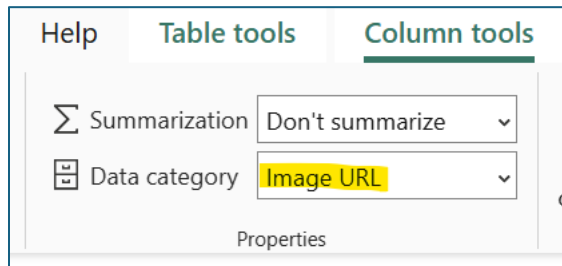 Help Table tools Column tools
Summarization Don't summarize
Data category Image URL
Properties